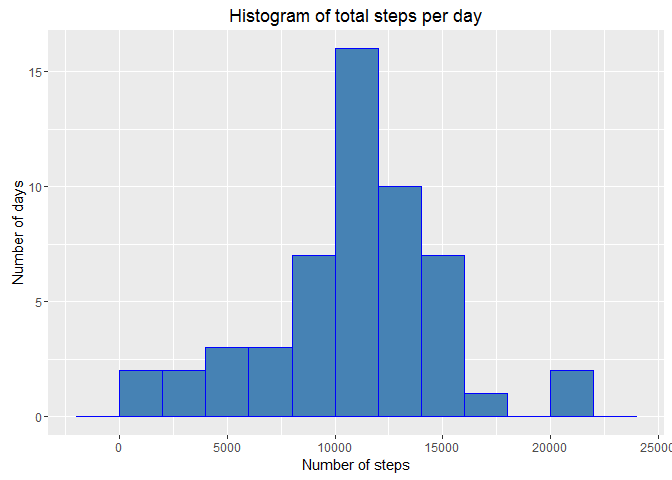 Histogram of total steps per day
15
10
5
0
Number of days
0 5000 10000 15000 20000 25000
Number of steps